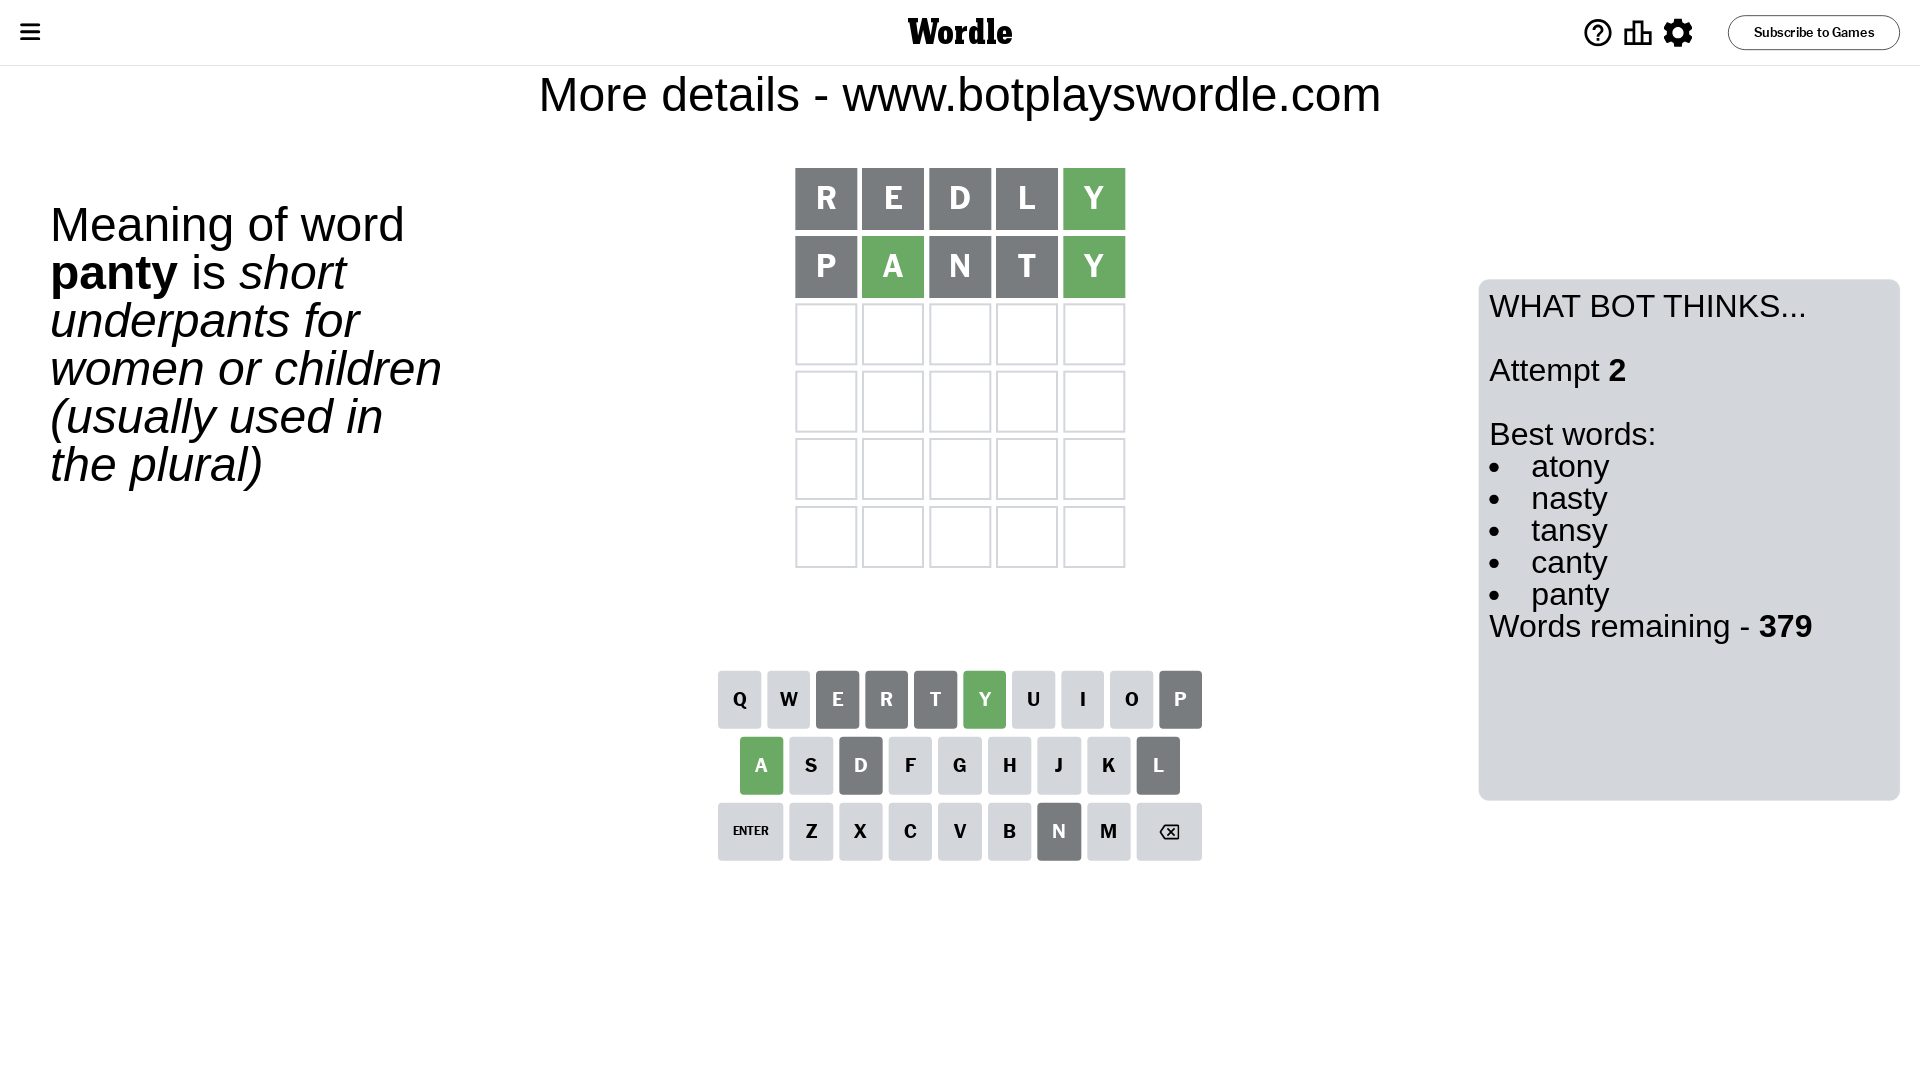 Wordle
Subscribe to Games
More details - www.botplayswordle.com
Meaning of word
panty is short
underpants for
women or children
(usually used in
the plural)
R E D L Y
P A N T Y
WHAT BOT THINKS...
Attempt 2
Best words:
• atony
• nasty
• tansy
• canty
• panty
Words remaining - 379
Q W E R T Y U I O P
A S D F G H J K L
ENTER Z X C V B N M